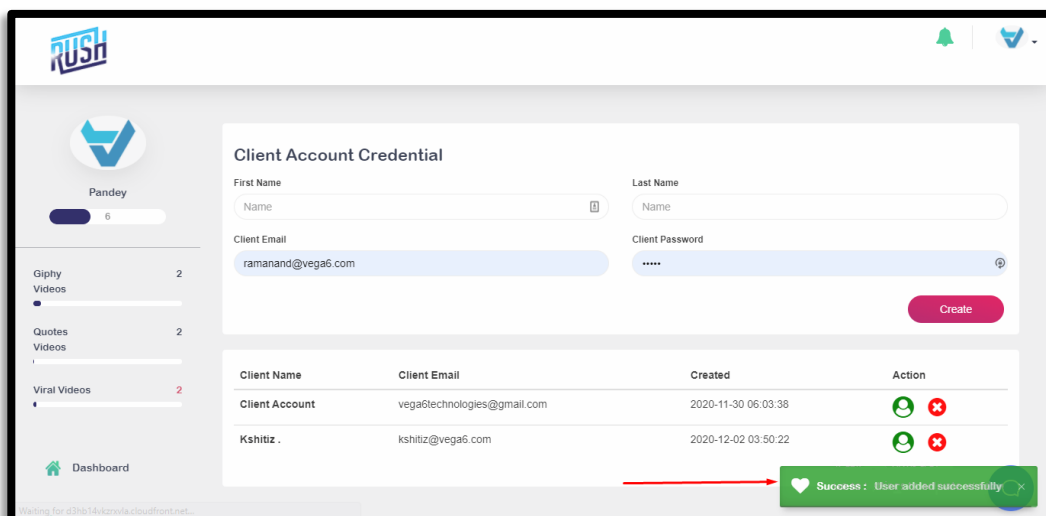 RUSH
Pandey
6
Giphy Videos 2
Quotes Videos 2
Viral Videos 2
Dashboard
Client Account Credential
First Name Last Name
Name Name
Client Email Client Password
ramanand@vega6.com •••••
Create
Client Name Client Email Created Action
Client Account vega6technologies@gmail.com 2020-11-30 06:03:38
Kshitiz . kshitiz@vega6.com 2020-12-02 03:50:22
Success : User added successfully ×